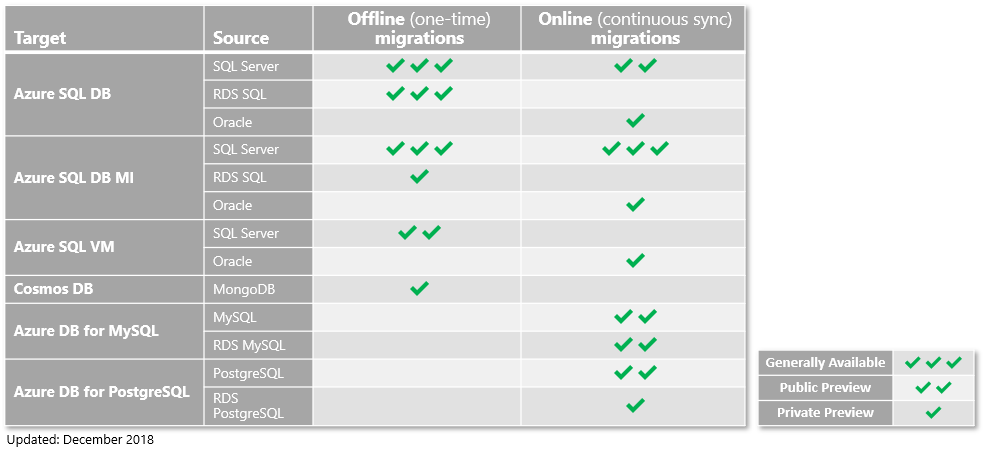 Target Source Offline (one-time) migrations Online (continuous sync) migrations
Azure SQL DB SQL Server ✓✓✓ ✓✓
RDS SQL ✓✓✓
Oracle ✓
Azure SQL DB MI SQL Server ✓✓✓ ✓✓✓
RDS SQL ✓
Oracle ✓
Azure SQL VM SQL Server ✓✓
Oracle ✓
Cosmos DB MongoDB ✓
Azure DB for MySQL MySQL ✓✓
RDS MySQL ✓✓
Azure DB for PostgreSQL PostgreSQL ✓✓
RDS PostgreSQL ✓
Generally Available ✓✓✓
Public Preview ✓✓
Private Preview ✓
Updated: December 2018